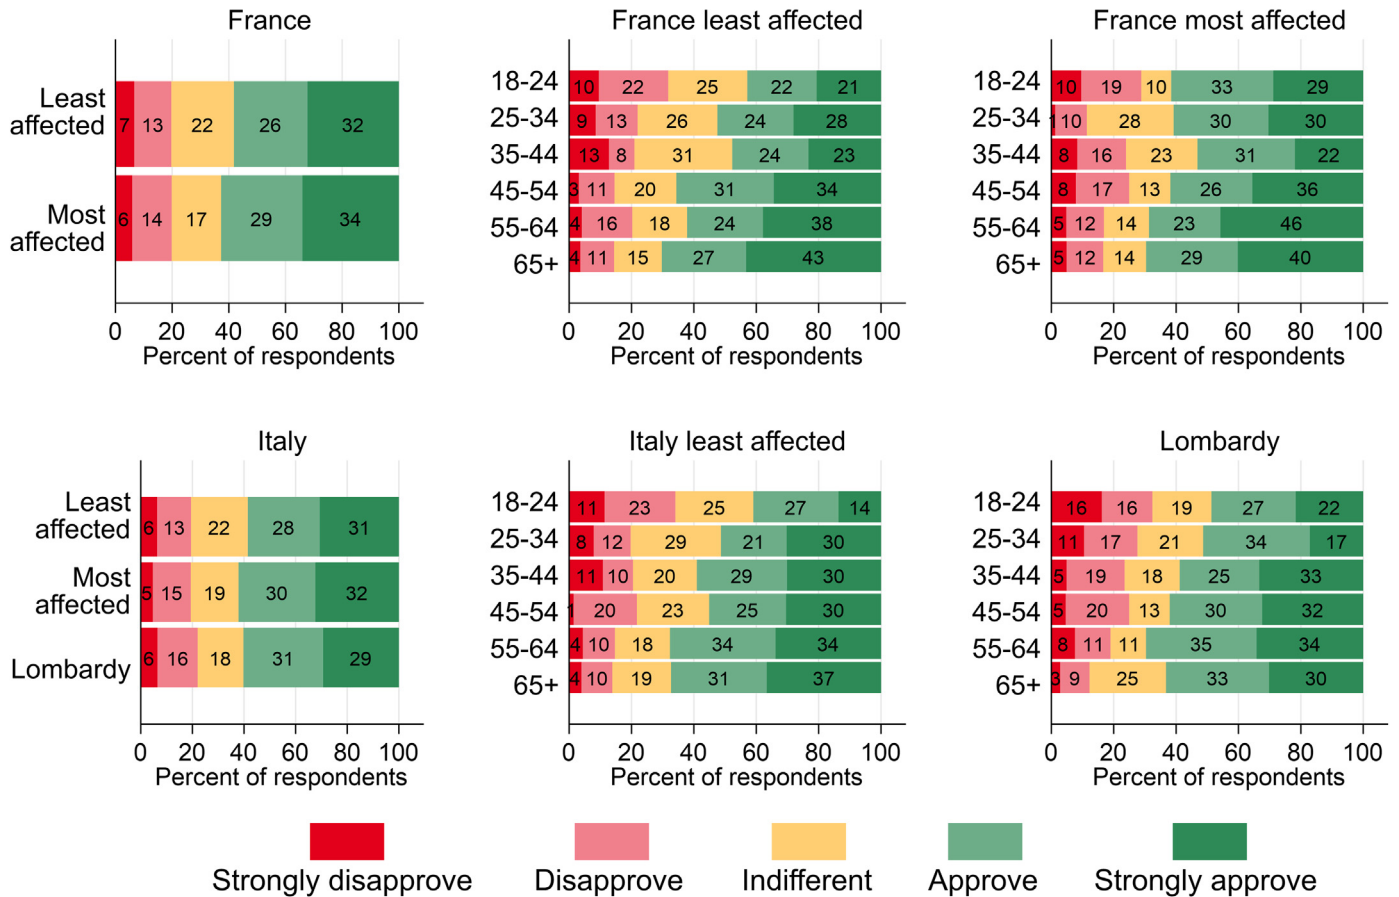 France
Least
affected
7 13 22 26 32
Most
affected
6 14 17 29 34
0 20 40 60 80 100
Percent of respondents
France least affected
18-24 10 22 25 22 21
25-34 9 13 26 24 28
35-44 13 8 31 24 23
45-54 3 11 20 31 34
55-64 4 16 18 24 38
65+ 4 11 15 27 43
0 20 40 60 80 100
Percent of respondents
France most affected
18-24 10 19 10 33 29
25-34 1 10 28 30 30
35-44 8 16 23 31 22
45-54 8 17 13 26 36
55-64 5 12 14 23 46
65+ 5 12 14 29 40
0 20 40 60 80 100
Percent of respondents
Italy
Least
affected
6 13 22 28 31
Most
affected
5 15 19 30 32
Lombardy 6 16 18 31 29
0 20 40 60 80 100
Percent of respondents
Italy least affected
18-24 11 23 25 27 14
25-34 8 12 29 21 30
35-44 11 10 20 29 30
45-54 1 20 23 25 30
55-64 4 10 18 34 34
65+ 4 10 19 31 37
0 20 40 60 80 100
Percent of respondents
Lombardy
18-24 16 16 19 27 22
25-34 11 17 21 34 17
35-44 5 19 18 25 33
45-54 5 20 13 30 32
55-64 8 11 11 35 34
65+ 3 9 25 33 30
0 20 40 60 80 100
Percent of respondents
Strongly disapprove Disapprove Indifferent Approve Strongly approve